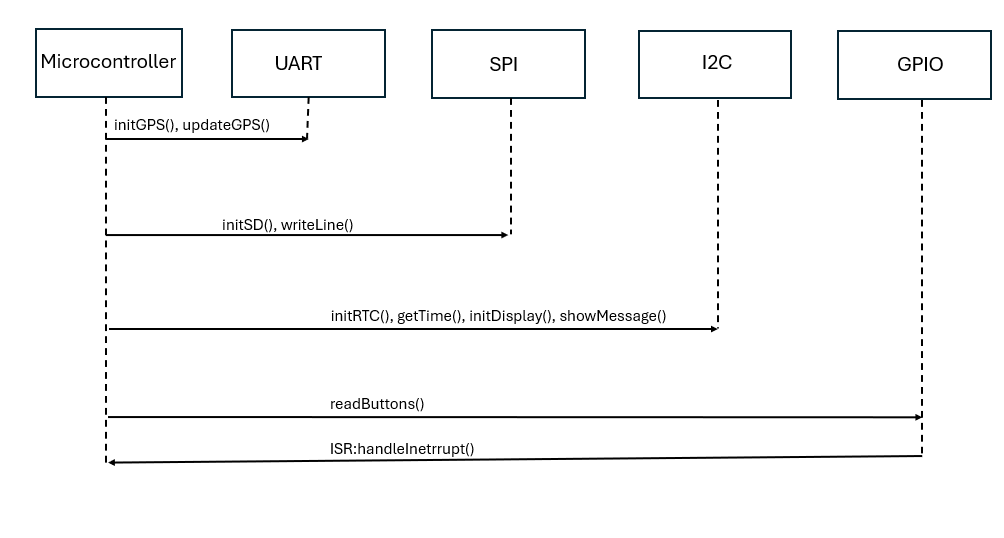 Microcontroller
UART
SPI
I2C
GPIO
initGPS(), updateGPS()
initSD(), writeLine()
initRTC(), getTime(), initDisplay(), showMessage()
readButtons()
ISR:handleInetrrupt()